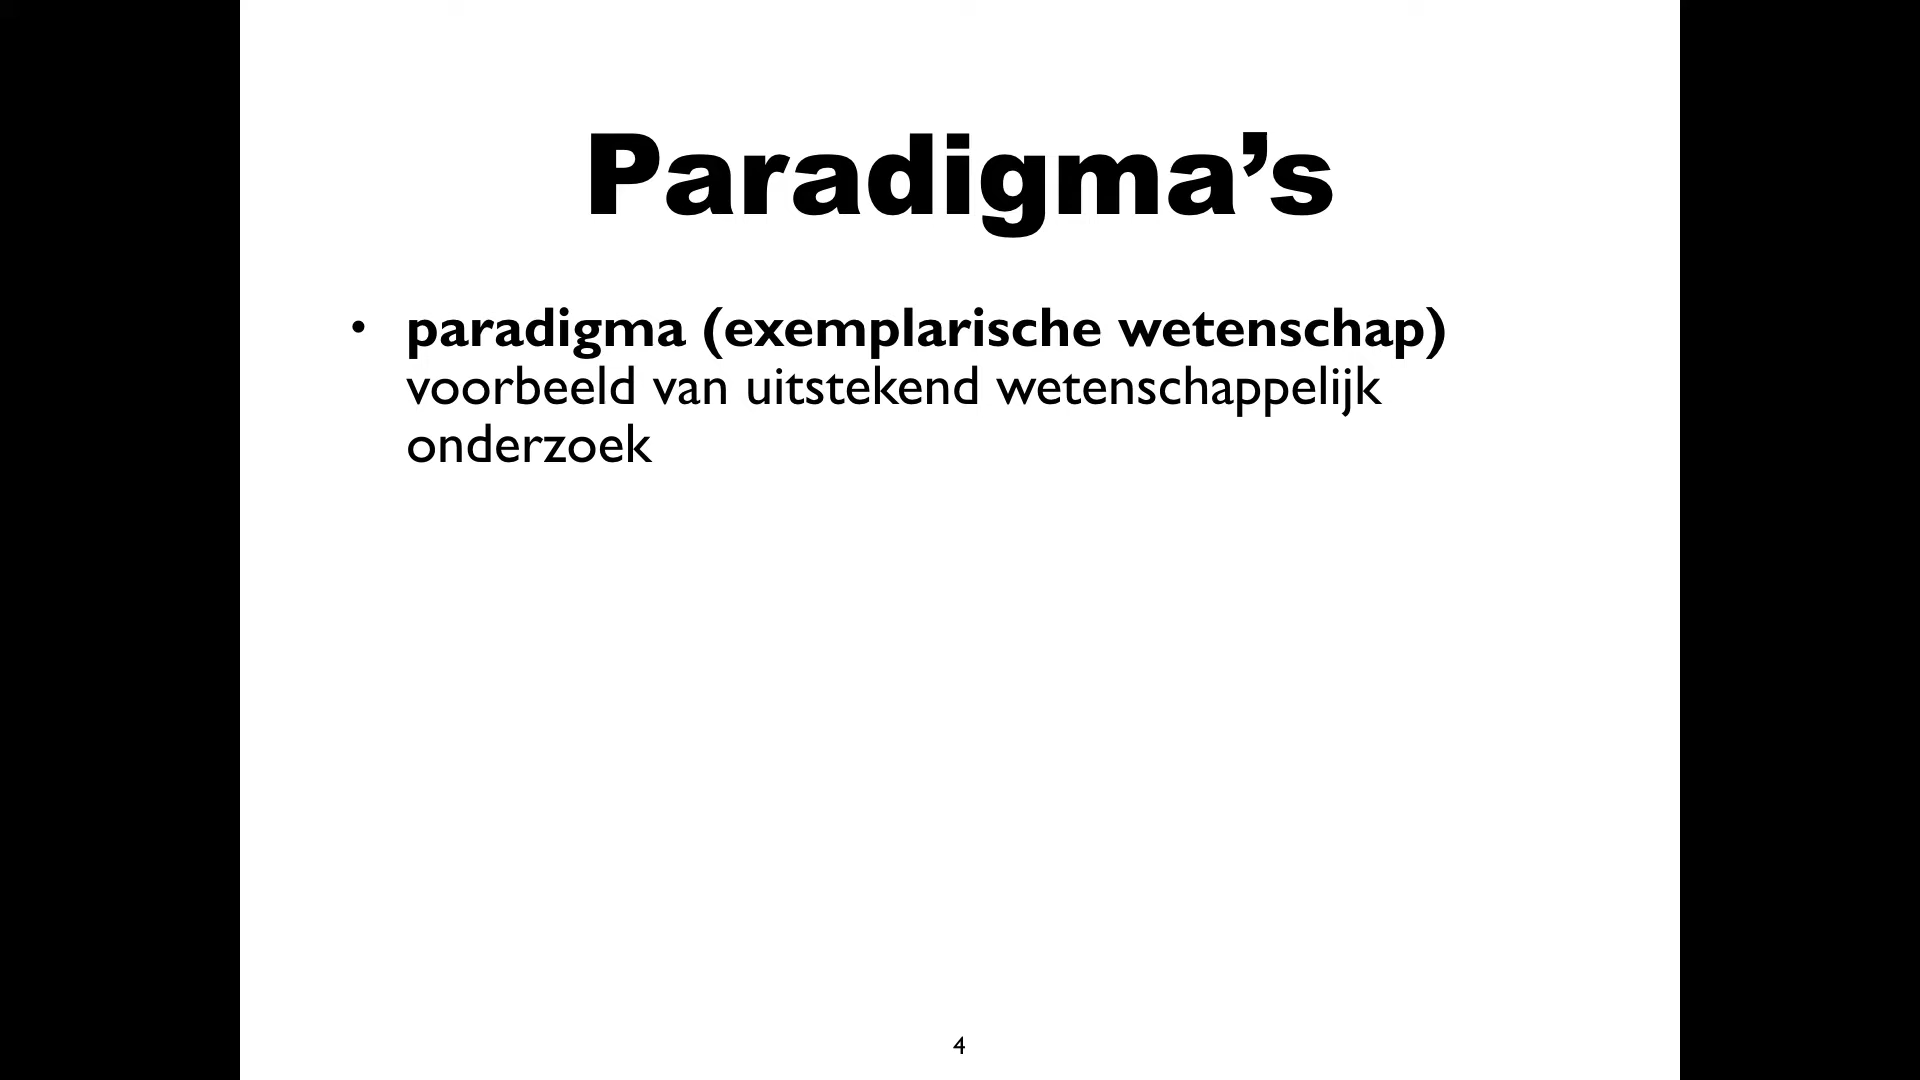 Paradigma’s
• paradigma (exemplarische wetenschap)
voorbeeld van uitstekend wetenschappelijk
onderzoek
4